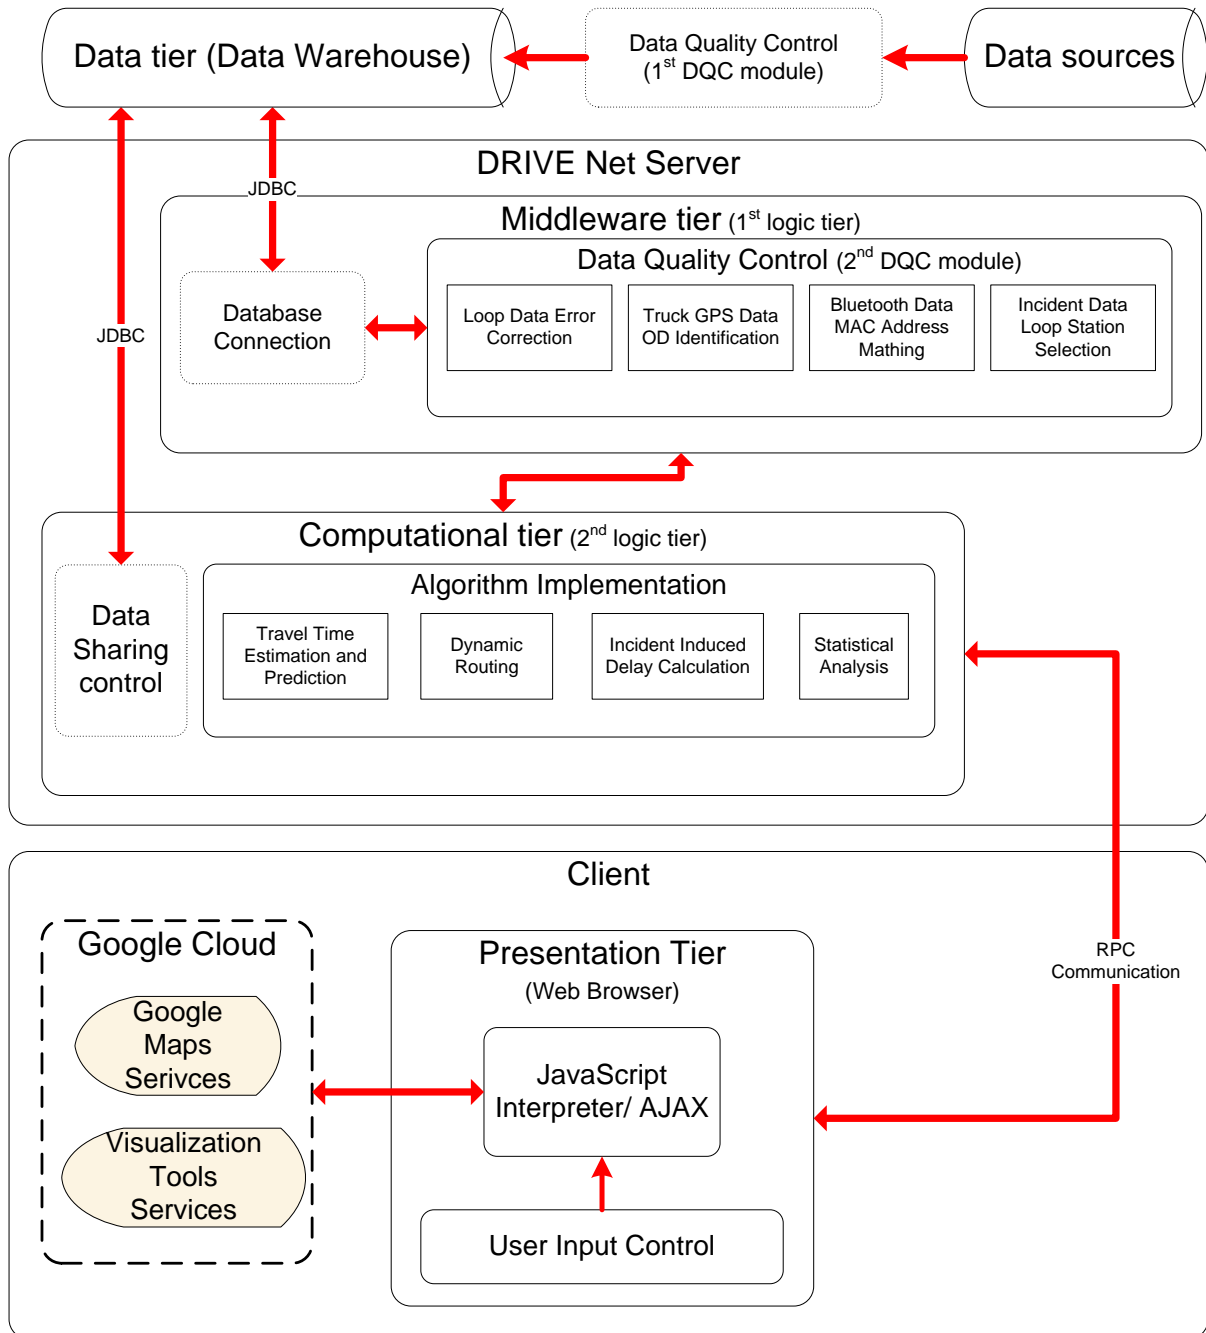 Data tier (Data Warehouse)
Data Quality Control
(1st DQC module)
Data sources
DRIVE Net Server
JDBC
JDBC
Middleware tier (1st logic tier)
Data Quality Control (2nd DQC module)
Database
Connection
Loop Data Error
Correction
Truck GPS Data
OD Identification
Bluetooth Data
MAC Address
Mathing
Incident Data
Loop Station
Selection
Computational tier (2nd logic tier)
Data
Sharing
control
Algorithm Implementation
Travel Time
Estimation and
Prediction
Dynamic
Routing
Incident Induced
Delay Calculation
Statistical
Analysis
Client
Google Cloud
Google
Maps
Serivces
Visualization
Tools
Services
Presentation Tier
(Web Browser)
JavaScript
Interpreter/ AJAX
User Input Control
RPC
Communication